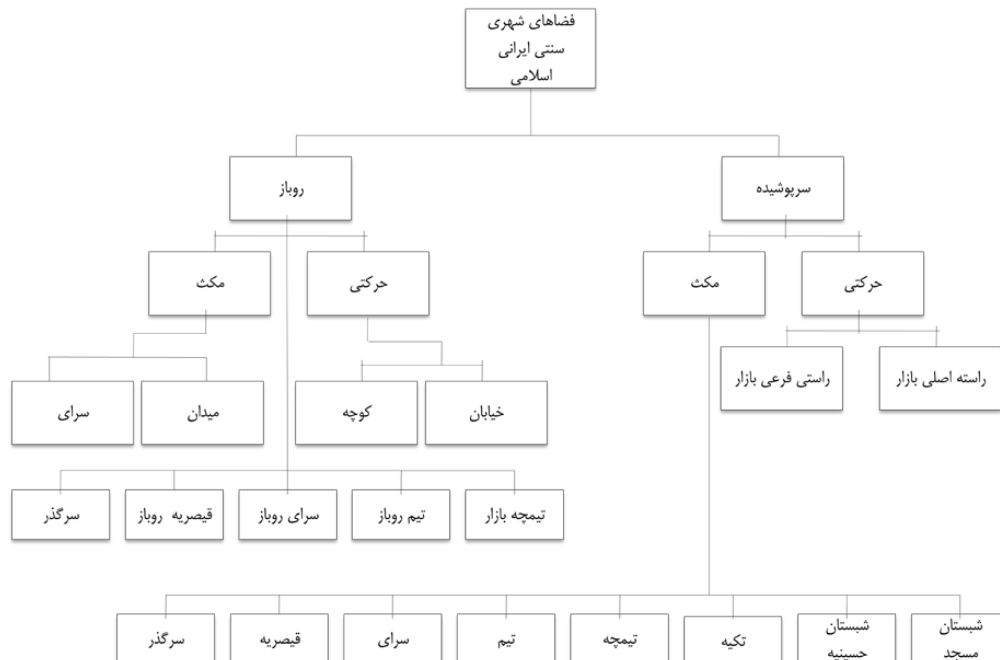 فضاهای شهری
سنتی ایرانی
اسلامی
سرپوشیده
روباز
حرکتی
مکث
حرکتی
مکث
راسته اصلی بازار
راستی فرعی بازار
خیابان
کوچه
میدان
سرای
تیمچه بازار
تیم روباز
سرای روباز
قیصریه روباز
سرگذر
شبستان
مسجد
شبستان
حسینیه
تکیه
تیمچه
تیم
سرای
قیصریه
سرگذر